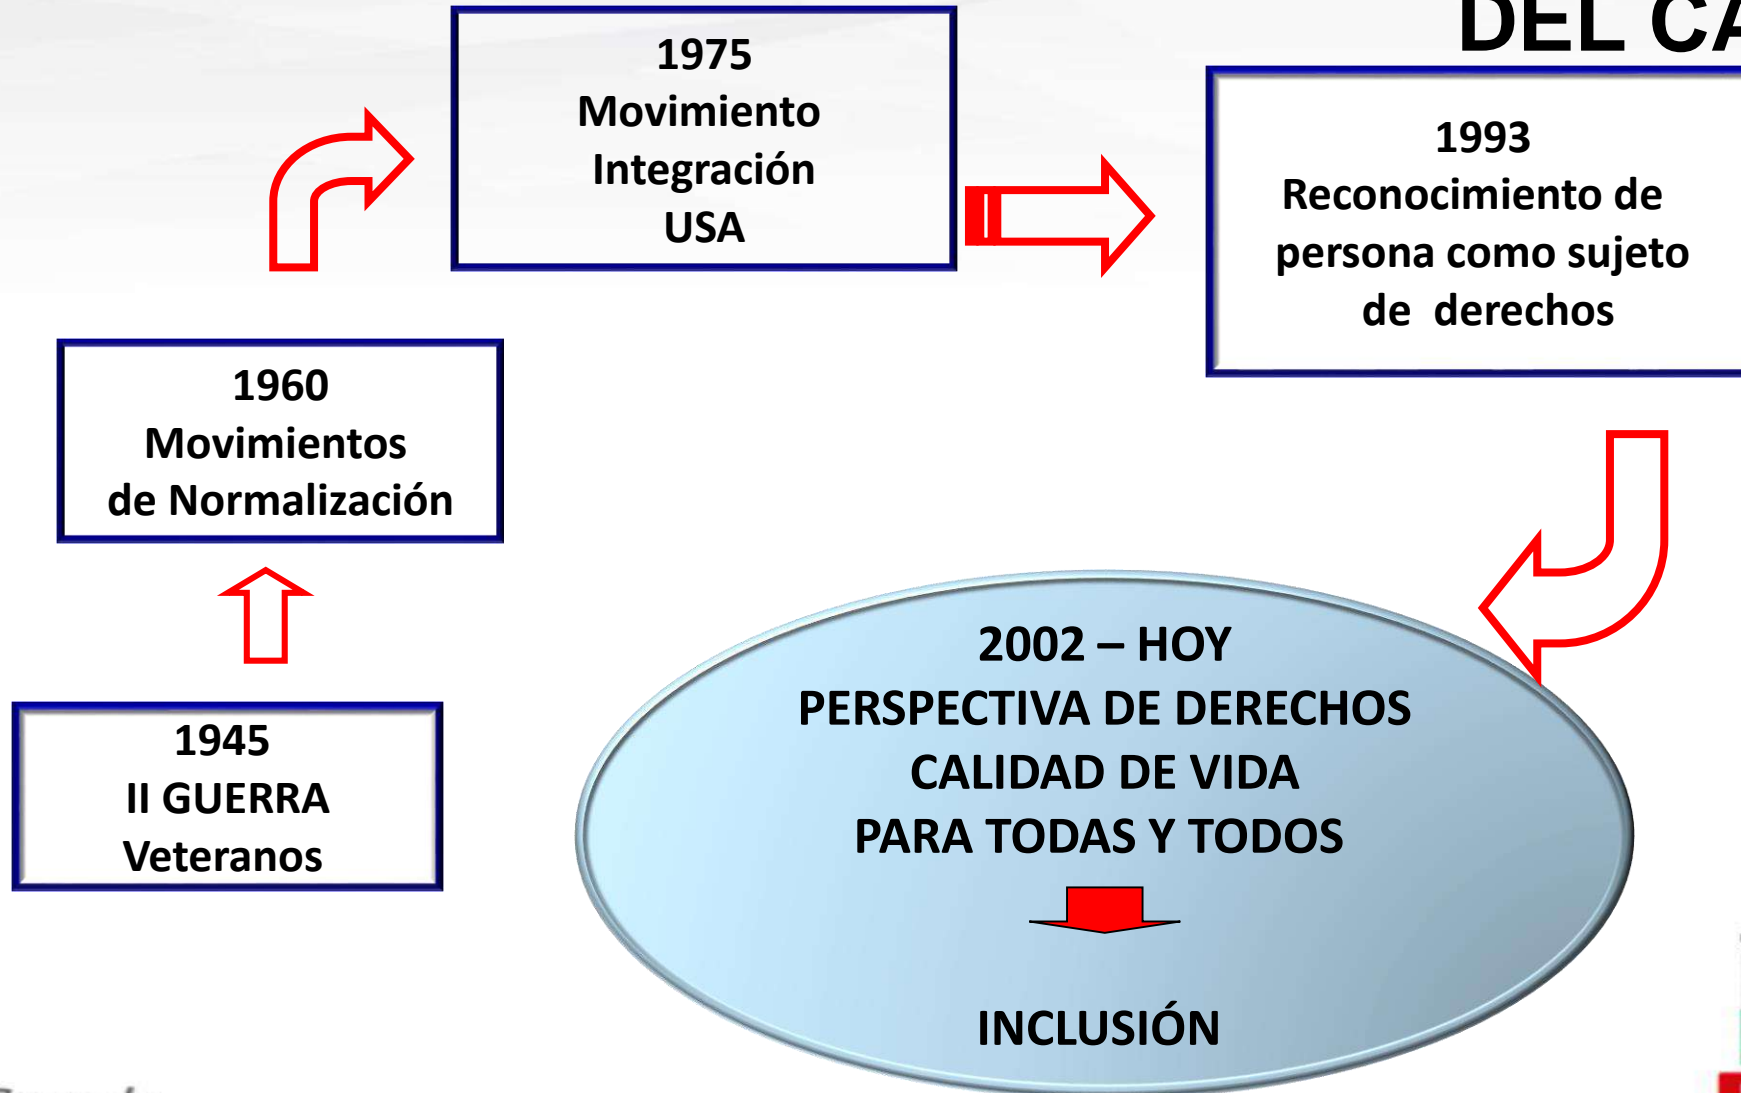 DEL CA
1975
Movimiento
Integración
USA
1993
Reconocimiento de
persona como sujeto
de derechos
1960
Movimientos
de Normalización
1945
II GUERRA
Veteranos
2002 – HOY
PERSPECTIVA DE DERECHOS
CALIDAD DE VIDA
PARA TODAS Y TODOS
INCLUSIÓN